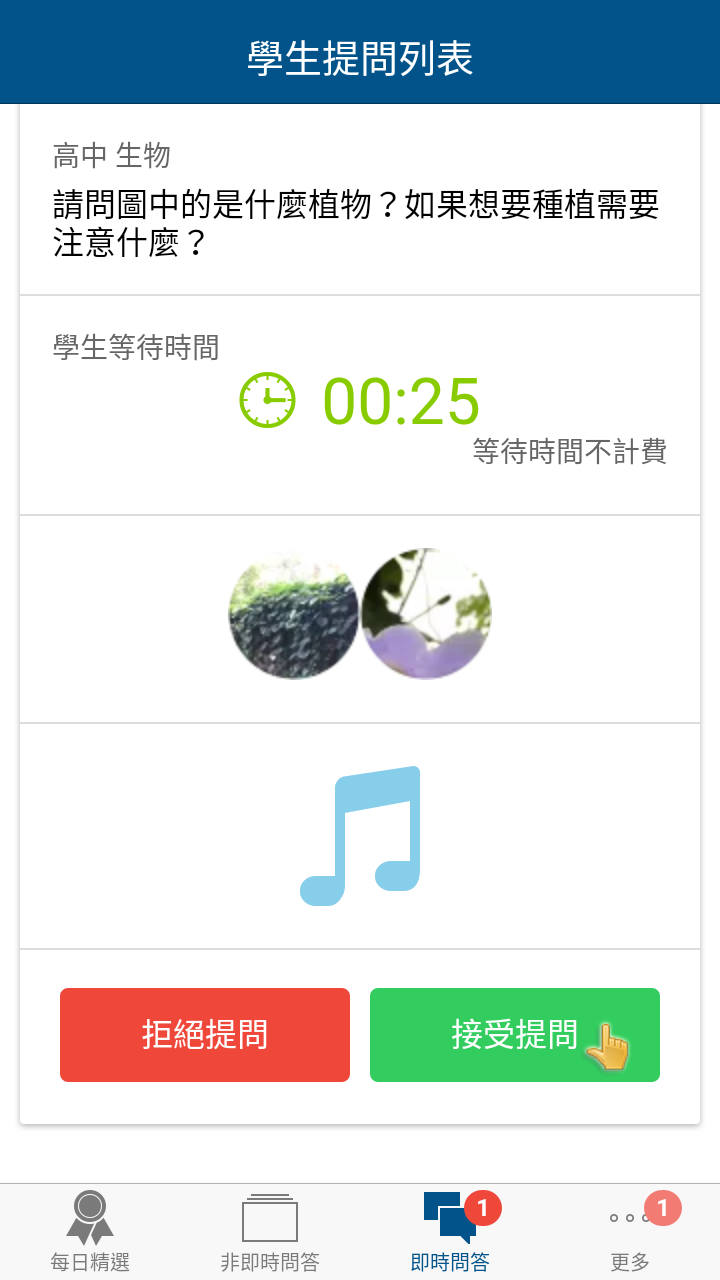 學生提問列表
高中 生物
請問圖中的是什麼植物？如果想要種植需要
注意什麼？
學生等待時間
00:25
等待時間不計費
拒絕提問
接受提問
1
1
每日精選
非即時問答
即時問答
更多